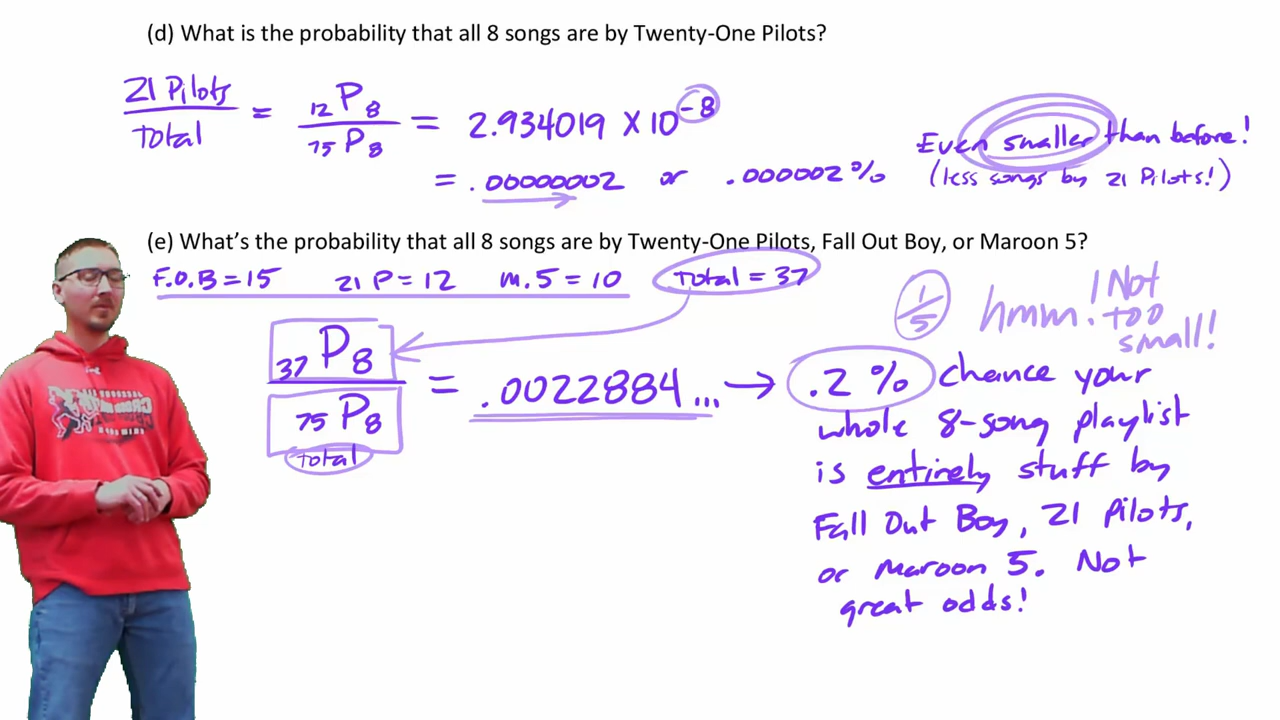 (d) What is the probability that all 8 songs are by Twenty-One Pilots?
21 Pilots / Total = 12P8 / 75P8 = 2.934019 × 10^-8
= .00000002 or .000002%
Even smaller than before!
(less songs by 21 Pilots!)
(e) What's the probability that all 8 songs are by Twenty-One Pilots, Fall Out Boy, or Maroon 5?
F.O.B = 15 21 P = 12 M.5 = 10 Total = 37
1/5 hmm. ! Not
too
small!
37P8 / 75P8 = .0022884... → .2% chance your
Total
whole 8-song playlist
is entirely stuff by
Fall Out Boy, 21 Pilots,
or Maroon 5. Not
great odds!